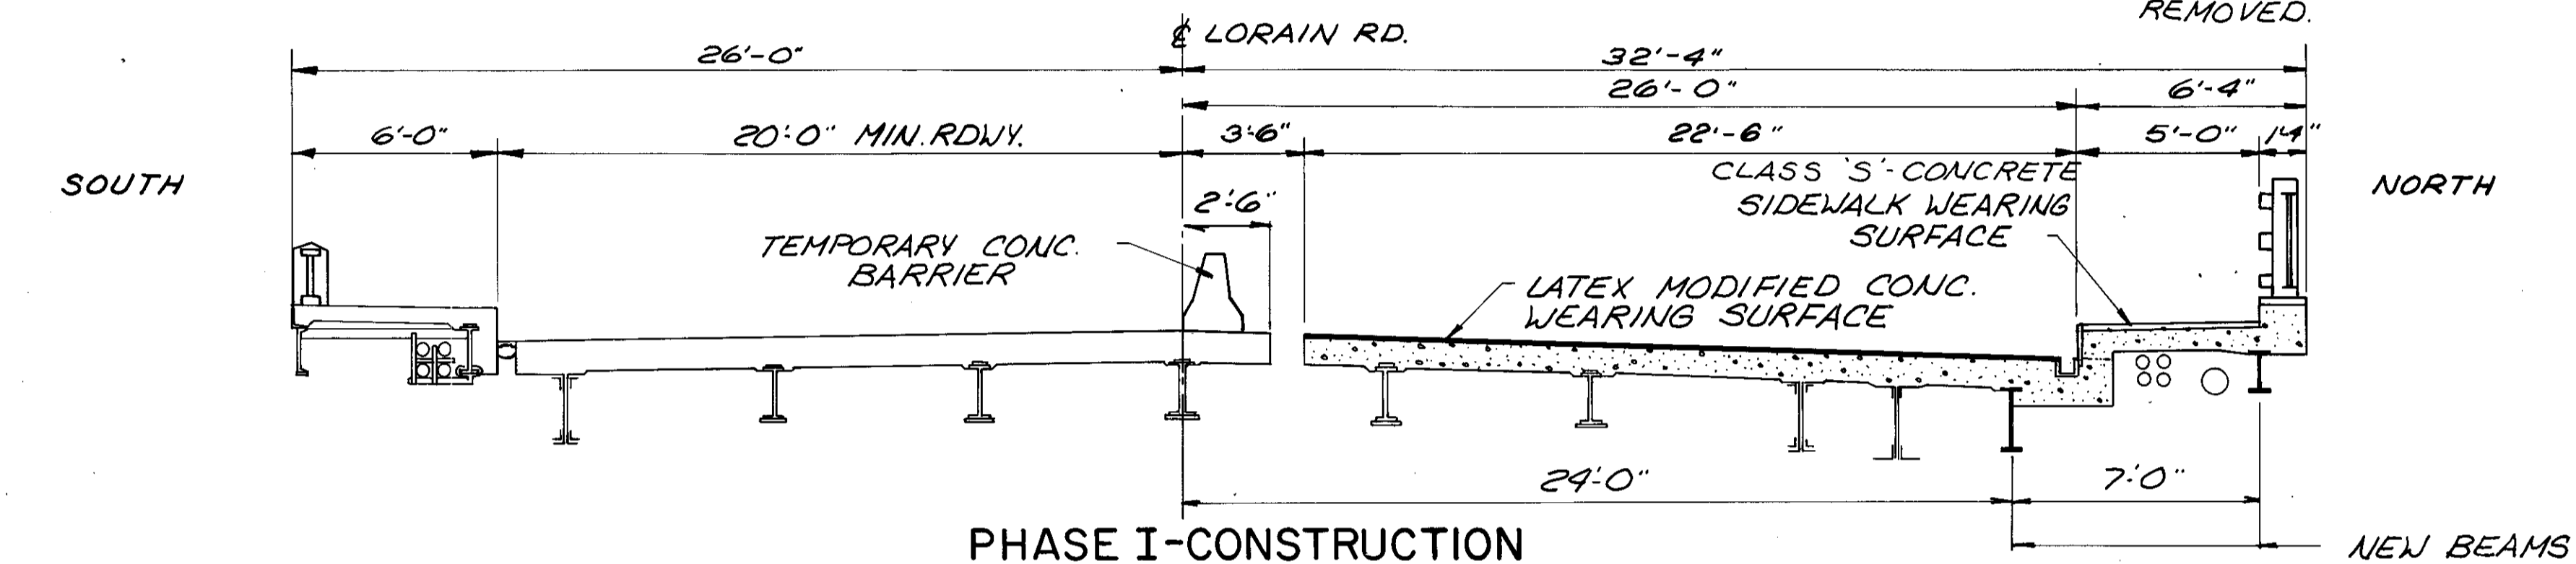 REMOVED.
℄ LORAIN RD.
26'-0"
32'-4"
26'-0"
6'-4"
6'-0"
20'-0" MIN. RDWY.
3'-6"
22'-6"
5'-0"
1'-4"
SOUTH
NORTH
CLASS 'S'- CONCRETE
SIDEWALK WEARING
SURFACE
2'-6"
TEMPORARY CONC.
BARRIER
LATEX MODIFIED CONC.
WEARING SURFACE
24'-0"
7'-0"
PHASE I-CONSTRUCTION
NEW BEAMS